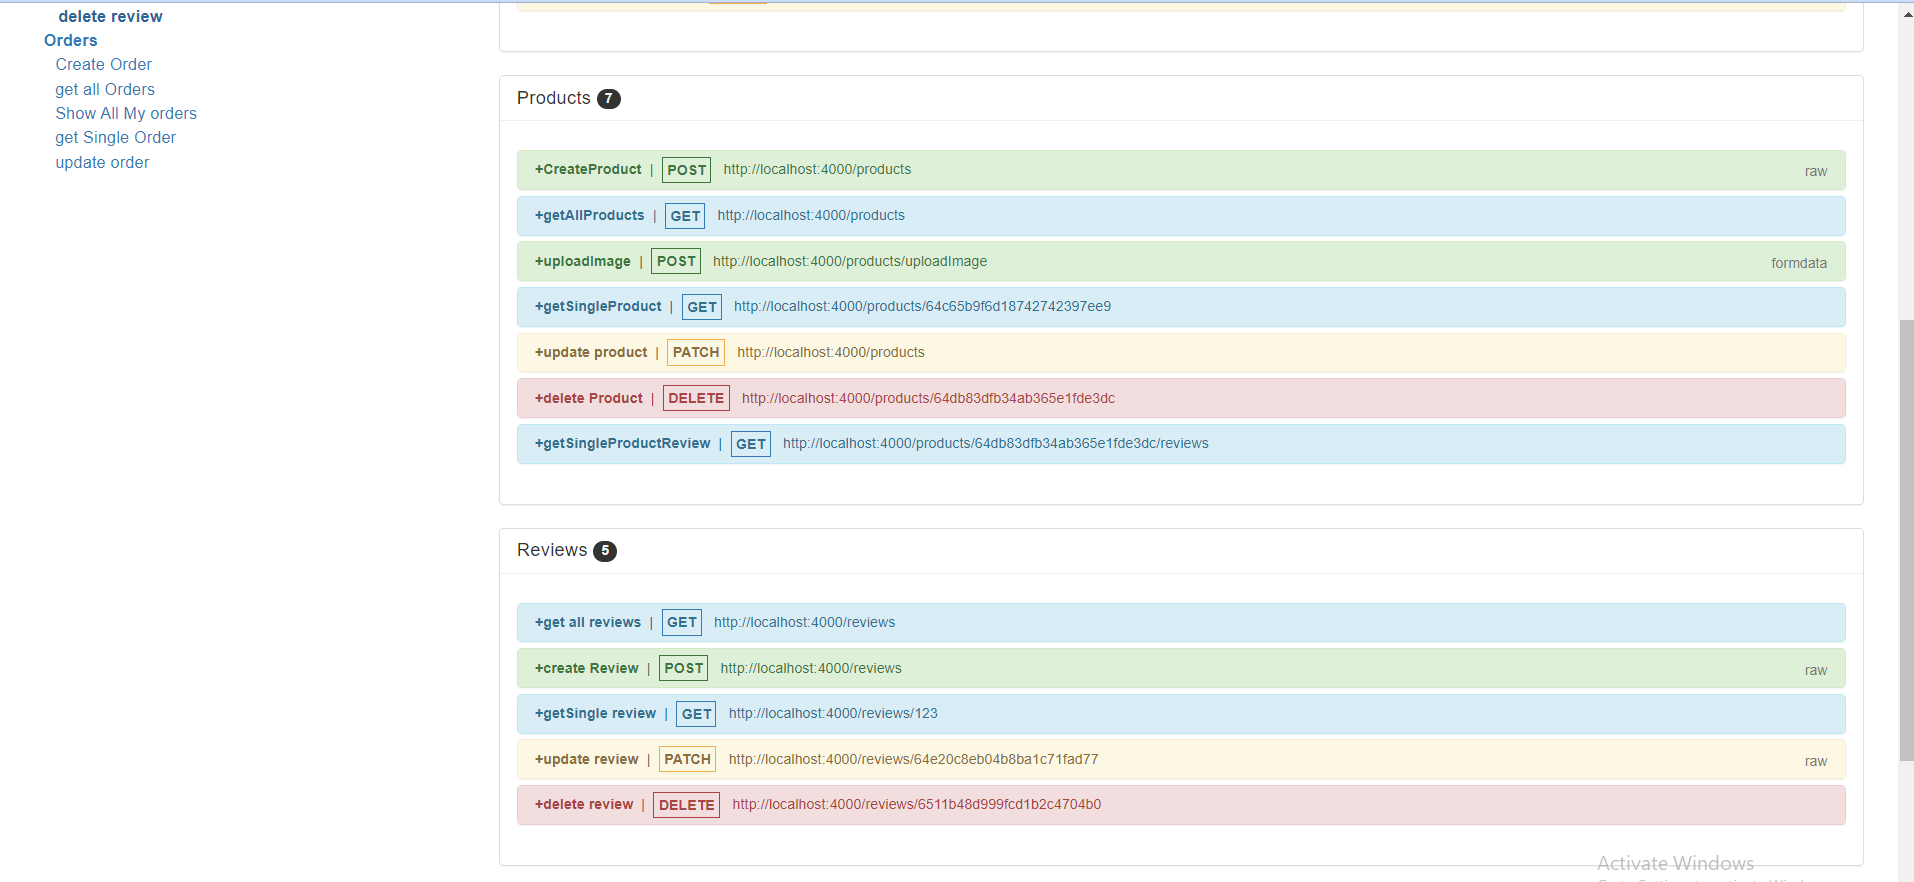 delete review
Orders
Create Order
get all Orders
Show All My orders
get Single Order
update order
Products 7
+CreateProduct | POST http://localhost:4000/products raw
+getAllProducts | GET http://localhost:4000/products
+uploadImage | POST http://localhost:4000/products/uploadImage formdata
+getSingleProduct | GET http://localhost:4000/products/64c65b9f6d18742742397ee9
+update product | PATCH http://localhost:4000/products
+delete Product | DELETE http://localhost:4000/products/64db83dfb34ab365e1fde3dc
+getSingleProductReview | GET http://localhost:4000/products/64db83dfb34ab365e1fde3dc/reviews
Reviews 5
+get all reviews | GET http://localhost:4000/reviews
+create Review | POST http://localhost:4000/reviews raw
+getSingle review | GET http://localhost:4000/reviews/123
+update review | PATCH http://localhost:4000/reviews/64e20c8eb04b8ba1c71fad77 raw
+delete review | DELETE http://localhost:4000/reviews/6511b48d999fcd1b2c4704b0
Activate Windows